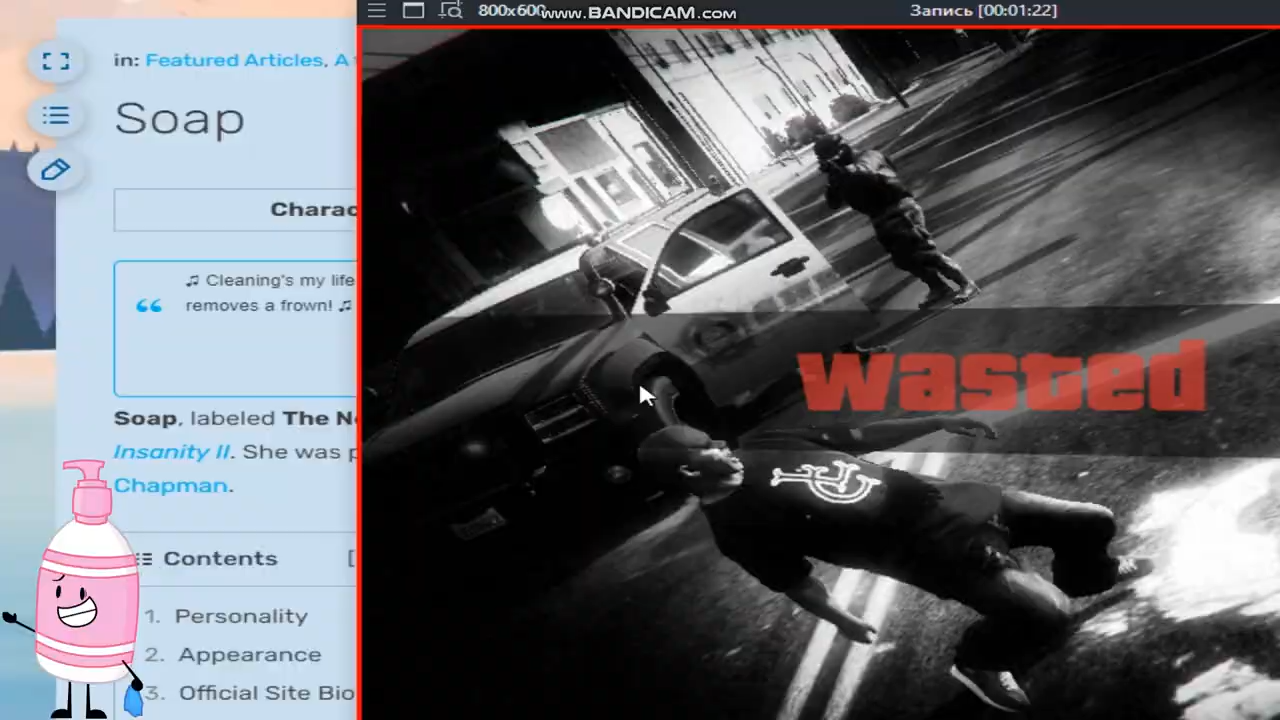 800x600
www.BANDICAM.com
Запись [00:01:22]
in: Featured Articles, A
Soap
Charac
♫ Cleaning's my life
“ removes a frown! ♫
Soap, labeled The N
Insanity II. She was p
Chapman.
Contents [
1. Personality
2. Appearance
3. Official Site Bio
wasted